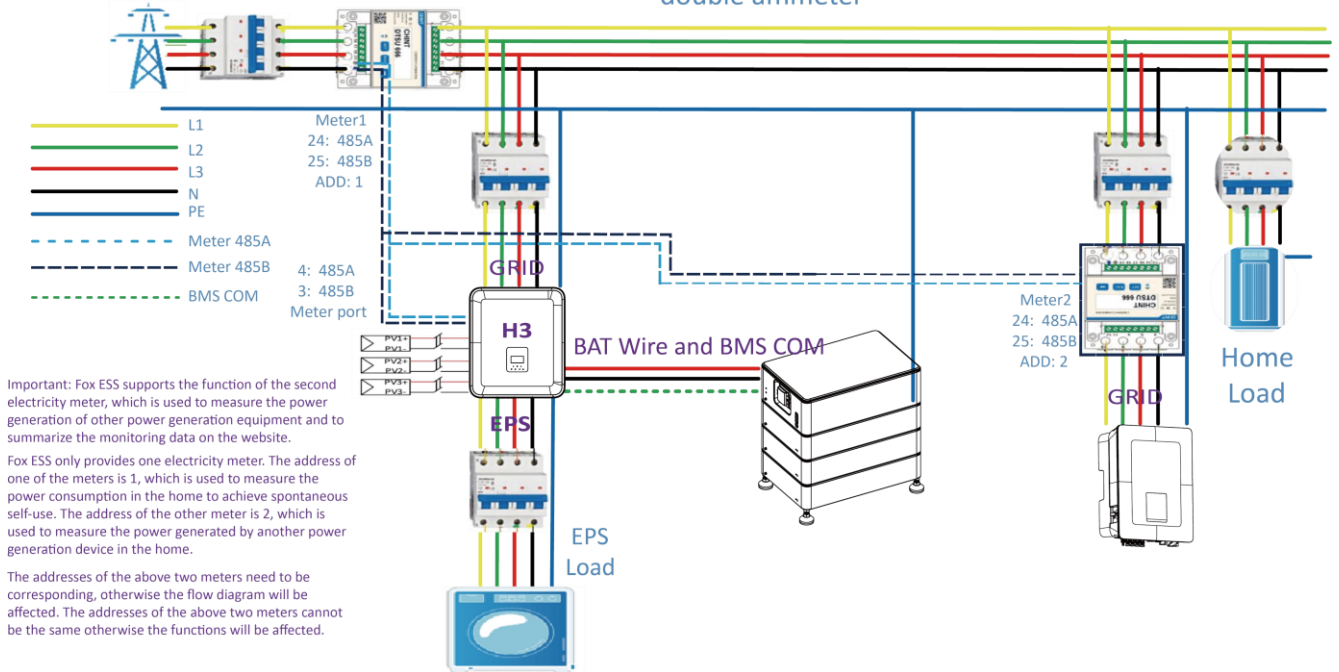 double ammeter
CHINT
DTSU 666
L1
L2
L3
N
PE
Meter 485A
Meter 485B
BMS COM
Meter1
24: 485A
25: 485B
ADD: 1
4: 485A
3: 485B
Meter port
GRID
H3
PV1+
PV1-
PV2+
PV2-
PV3+
PV3-
BAT Wire and BMS COM
EPS
EPS
Load
Meter2
24: 485A
25: 485B
ADD: 2
CHINT
DTSU 666
GRID
Home
Load
Important: Fox ESS supports the function of the second
electricity meter, which is used to measure the power
generation of other power generation equipment and to
summarize the monitoring data on the website.
Fox ESS only provides one electricity meter. The address of
one of the meters is 1, which is used to measure the
power consumption in the home to achieve spontaneous
self-use. The address of the other meter is 2, which is
used to measure the power generated by another power
generation device in the home.
The addresses of the above two meters need to be
corresponding, otherwise the flow diagram will be
affected. The addresses of the above two meters cannot
be the same otherwise the functions will be affected.